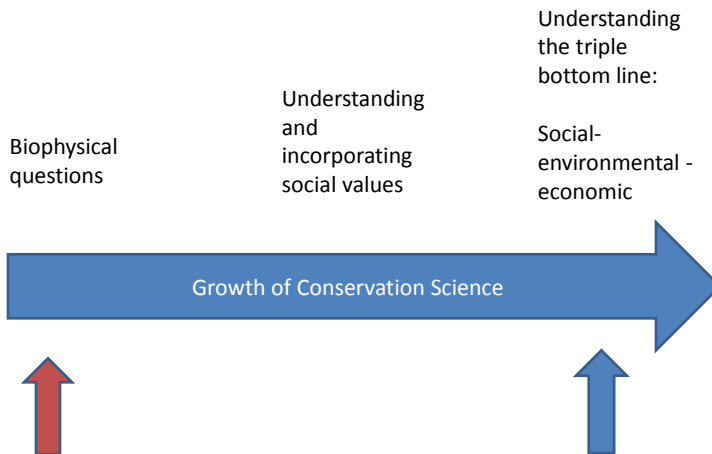 Biophysical
questions
Understanding
and
incorporating
social values
Understanding
the triple
bottom line:
Social-
environmental -
economic
Growth of Conservation Science